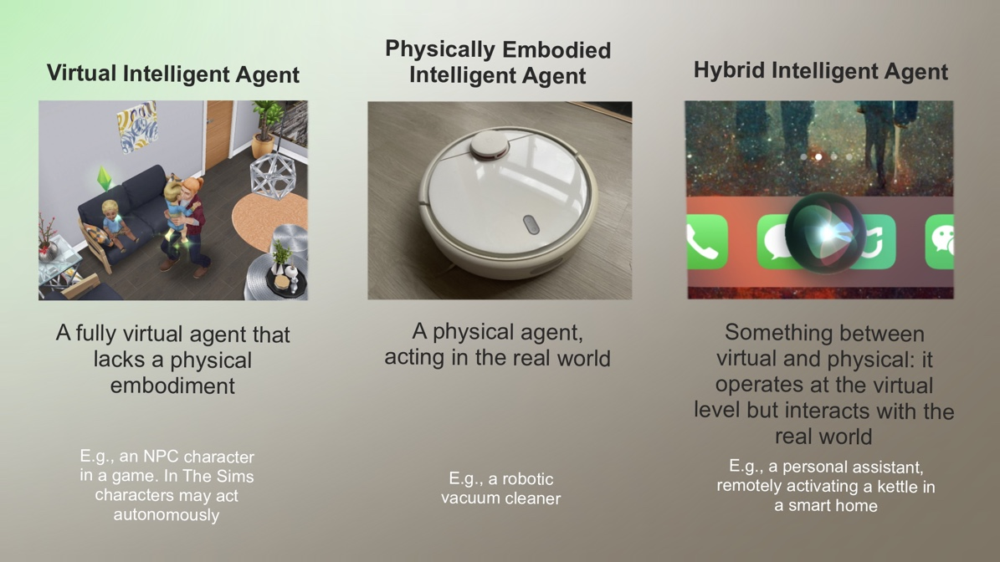 Virtual Intelligent Agent
A fully virtual agent that
lacks a physical
embodiment
E.g., an NPC character
in a game. In The Sims
characters may act
autonomously
Physically Embodied
Intelligent Agent
A physical agent,
acting in the real world
E.g., a robotic
vacuum cleaner
Hybrid Intelligent Agent
Something between
virtual and physical: it
operates at the virtual
level but interacts with the
real world
E.g., a personal assistant,
remotely activating a kettle in
a smart home